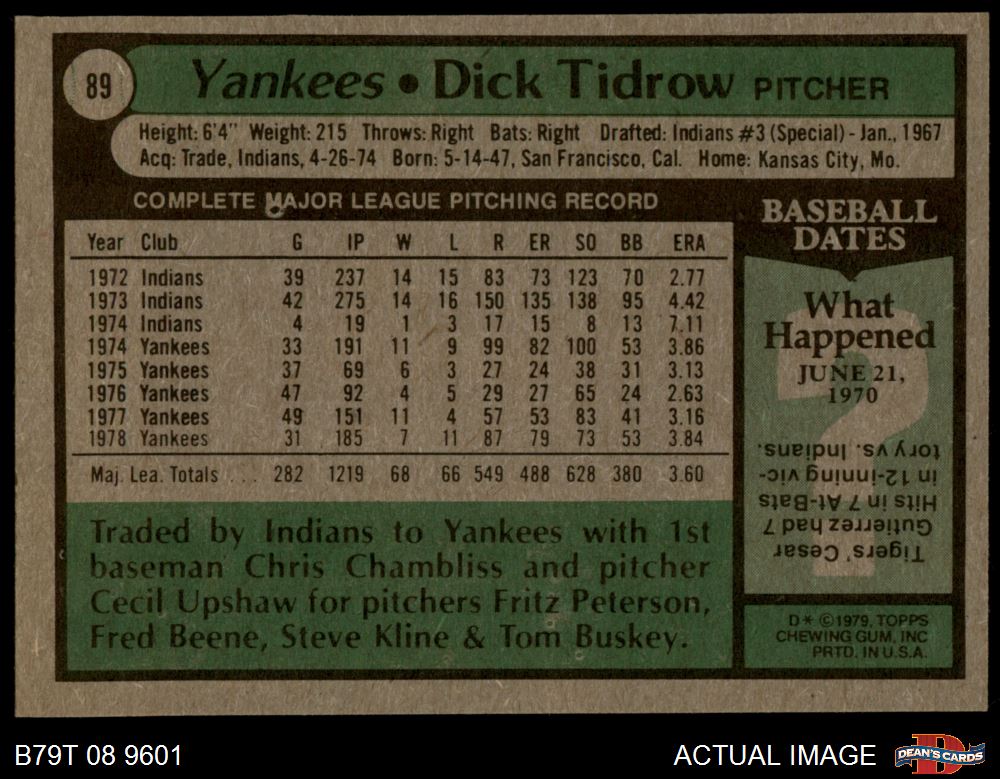 89
Yankees • Dick Tidrow PITCHER
Height: 6'4" Weight: 215 Throws: Right Bats: Right Drafted: Indians #3 (Special) - Jan., 1967
Acq: Trade, Indians, 4-26-74 Born: 5-14-47, San Francisco, Cal. Home: Kansas City, Mo.
COMPLETE MAJOR LEAGUE PITCHING RECORD
Year Club G IP W L R ER SO BB ERA
1972 Indians 39 237 14 15 83 73 123 70 2.77
1973 Indians 42 275 14 16 150 135 138 95 4.42
1974 Indians 4 19 1 3 17 15 8 13 7.11
1974 Yankees 33 191 11 9 99 82 100 53 3.86
1975 Yankees 37 69 6 3 27 24 38 31 3.13
1976 Yankees 47 92 4 5 29 27 65 24 2.63
1977 Yankees 49 151 11 4 57 53 83 41 3.16
1978 Yankees 31 185 7 11 87 79 73 53 3.84
Maj. Lea. Totals . . . 282 1219 68 66 549 488 628 380 3.60
Traded by Indians to Yankees with 1st
baseman Chris Chambliss and pitcher
Cecil Upshaw for pitchers Fritz Peterson,
Fred Beene, Steve Kline & Tom Buskey.
BASEBALL
DATES
What
Happened
JUNE 21,
1970
?
Tigers' Cesar
Gutierrez had 7
Hits in 7 At-Bats
in 12-inning vic-
tory vs. Indians.
D* ©1979, TOPPS
CHEWING GUM, INC
PRTD. IN U.S.A.
B79T 08 9601
ACTUAL IMAGE
DEAN'S CARDS